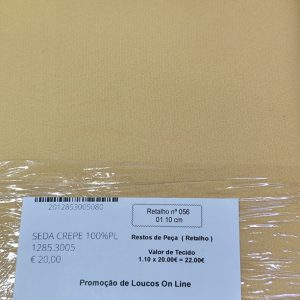 2012853005080
SEDA CREPE 100%PL
1285.3005
€ 20,00
Retalho nº 056
01.10 cm
Restos de Peça ( Retalho )
Valor de Tecido
1.10 x 20.00€ = 22.00€
Promoção de Loucos On Line